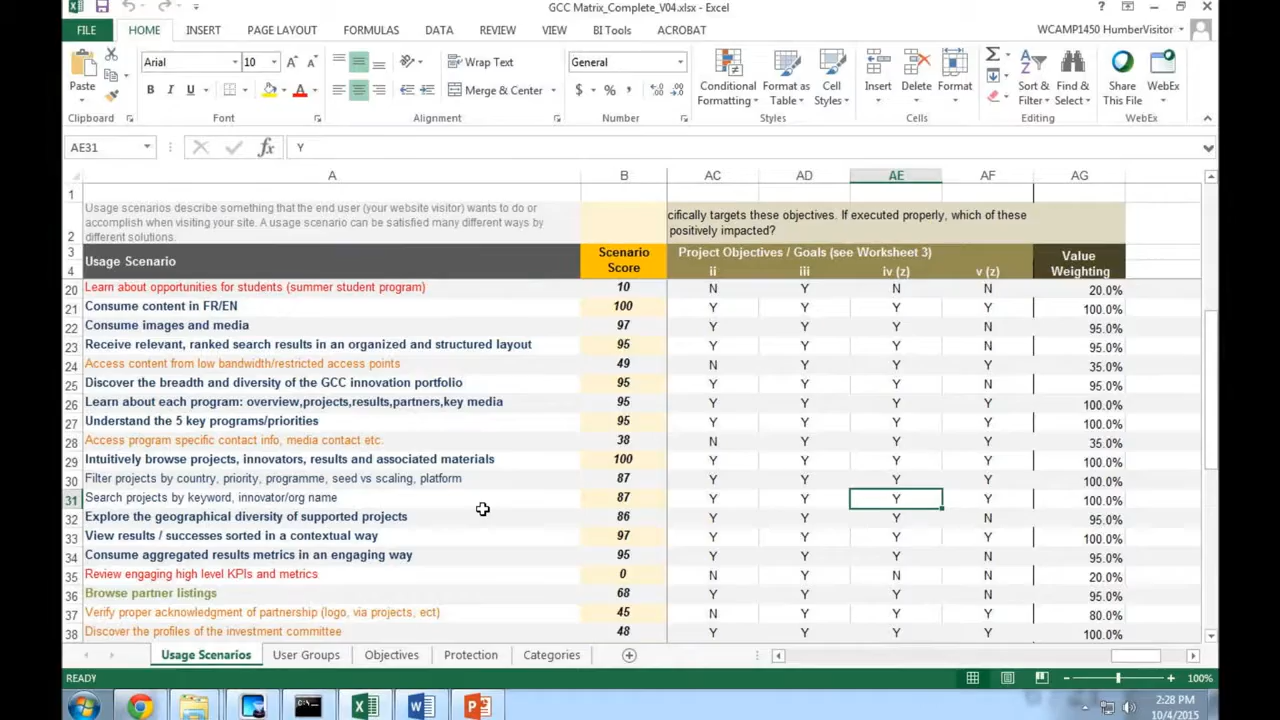 GCC Matrix_Complete_V04.xlsx - Excel
FILE HOME INSERT PAGE LAYOUT FORMULAS DATA REVIEW VIEW BI Tools ACROBAT WCAMP1450 HumberVisitor
Arial 10 Wrap Text General
Paste B I U Merge & Center $ % , Conditional Formatting Format as Table Cell Styles Insert Delete Format Sort & Filter Find & Select Share This File WebEx
Clipboard Font Alignment Number Styles Cells Editing WebEx
AE31 fx Y
A B AC AD AE AF AG
1
Usage scenarios describe something that the end user (your website visitor) wants to do or
accomplish when visiting your site. A usage scenario can be satisfied many different ways by
different solutions.
2 cifically targets these objectives. If executed properly, which of these
positively impacted?
3 Usage Scenario Scenario Score Project Objectives / Goals (see Worksheet 3) Value Weighting
4 ii iii iv (z) v (z)
20 Learn about opportunities for students (summer student program) 10 N Y N N 20.0%
21 Consume content in FR/EN 100 Y Y Y Y 100.0%
22 Consume images and media 97 Y Y Y N 95.0%
23 Receive relevant, ranked search results in an organized and structured layout 95 Y Y Y N 95.0%
24 Access content from low bandwidth/restricted access points 49 N Y Y Y 35.0%
25 Discover the breadth and diversity of the GCC innovation portfolio 95 Y Y Y N 95.0%
26 Learn about each program: overview,projects,results,partners,key media 95 Y Y Y Y 100.0%
27 Understand the 5 key programs/priorities 95 Y Y Y Y 100.0%
28 Access program specific contact info, media contact etc. 38 N Y Y Y 35.0%
29 Intuitively browse projects, innovators, results and associated materials 100 Y Y Y Y 100.0%
30 Filter projects by country, priority, programme, seed vs scaling, platform 87 Y Y Y Y 100.0%
31 Search projects by keyword, innovator/org name 87 Y Y Y Y 100.0%
32 Explore the geographical diversity of supported projects 86 Y Y Y N 95.0%
33 View results / successes sorted in a contextual way 97 Y Y Y Y 100.0%
34 Consume aggregated results metrics in an engaging way 95 Y Y Y N 95.0%
35 Review engaging high level KPIs and metrics 0 N Y N N 20.0%
36 Browse partner listings 68 Y Y Y Y 100.0%
37 Verify proper acknowledgment of partnership (logo, via projects, ect) 45 N Y Y Y 80.0%
38 Discover the profiles of the investment committee 48 Y Y Y Y 100.0%
Usage Scenarios User Groups Objectives Protection Categories
READY 100%
2:28 PM
10/4/2015